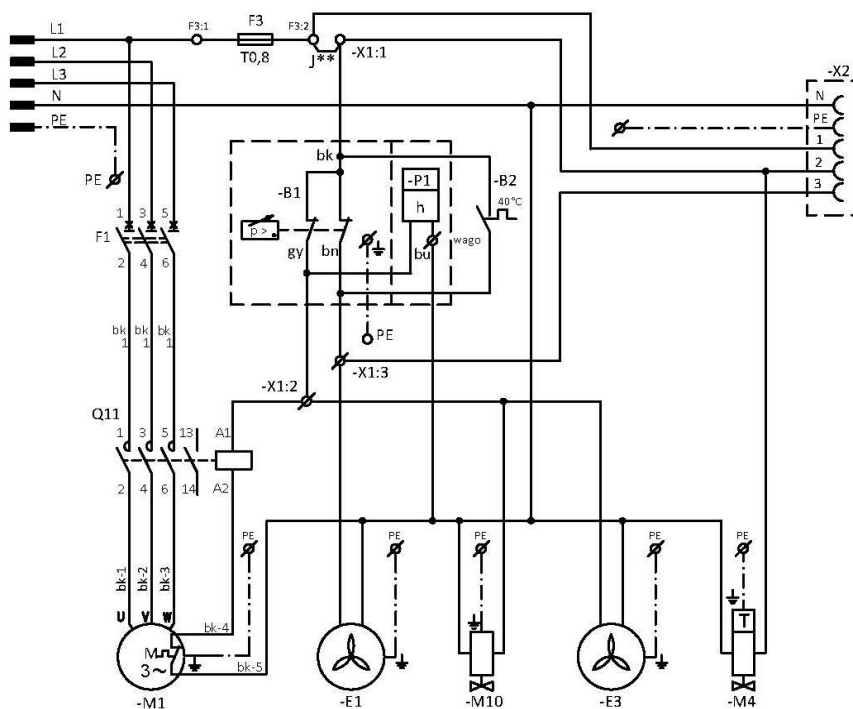 L1
F3:1
F3
F3:2
T0,8
J**
-X1:1
L2
L3
N
PE
-X2
N
PE
1
2
3
PE
bk
-B1
-P1
h
-B2
40°C
p >.
gy
bn
bu
wago
1 3 5
F1
2 4 6
PE
bk 1
bk 1
bk 1
-X1:3
-X1:2
Q11
1 3 5 13
A1
2 4 6 14
A2
PE
PE
PE
PE
PE
bk-1
bk-2
bk-3
U V W
bk-4
M
3~
bk-5
T
-M1
-E1
-M10
-E3
-M4